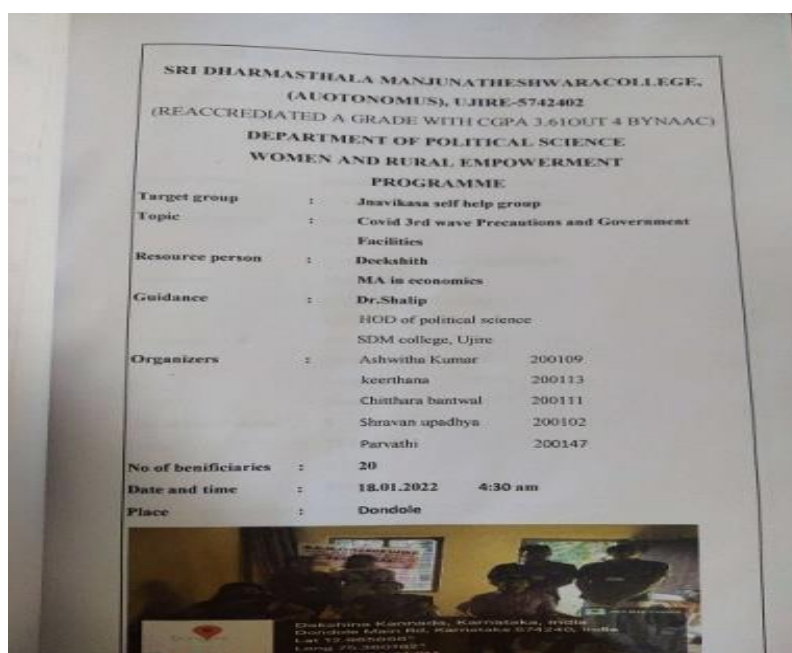 SRI DHARMASTHALA MANJUNATHESHWARACOLLEGE,
(AUOTONOMUS), UJIRE-5742402
(REACCREDIATED A GRADE WITH CGPA 3.61OUT 4 BYNAAC)
DEPARTMENT OF POLITICAL SCIENCE
WOMEN AND RURAL EMPOWERMENT
PROGRAMME
Target group : Jnavikasa self help group
Topic : Covid 3rd wave Precautions and Government
Facilities
Resource person : Deekshith
MA in economics
Guidance : Dr.Shalip
HOD of political science
SDM college, Ujire
Organizers : Ashwitha Kumar 200109
keerthana 200113
Chitthara bantwal 200111
Shravan upadhya 200102
Parvathi 200147
No of benificiaries : 20
Date and time : 18.01.2022 4:30 am
Place : Dondole
Dakshina Kannada, Karnataka, India
Dondole Main Rd, Karnataka 574240, India
Lat
Long